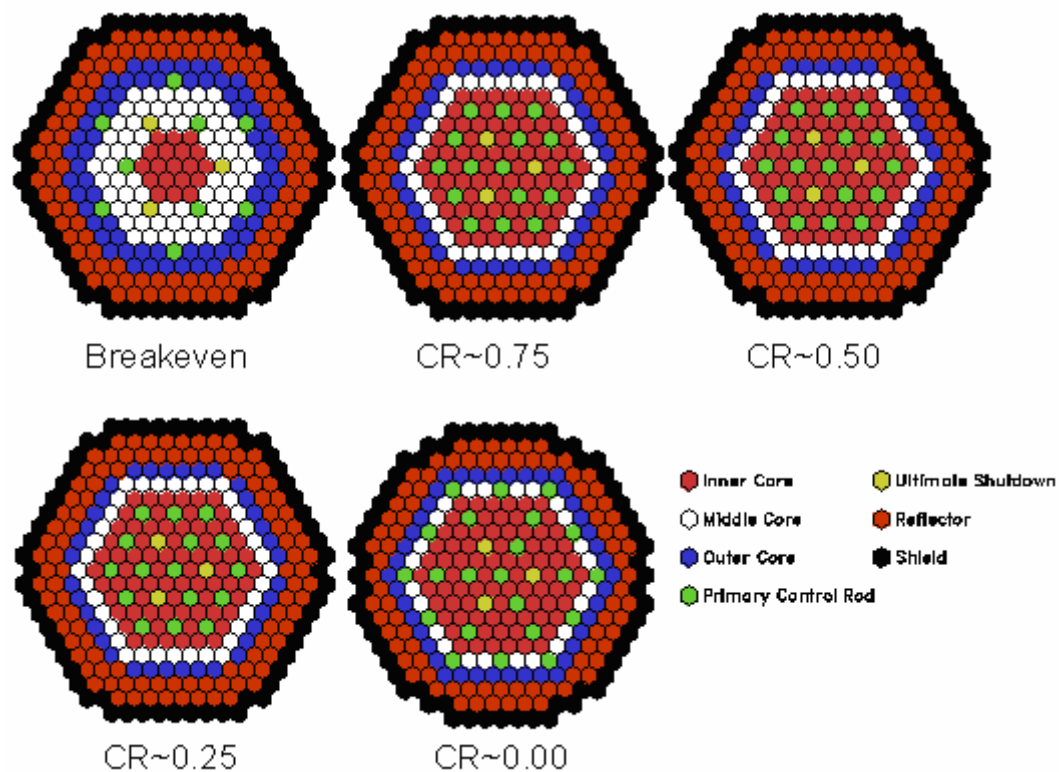 Breakeven
CR~0.75
CR~0.50
Inner Core
Ultimate Shutdown
Middle Core
Reflector
Outer Core
Shield
Primary Control Rod
CR~0.25
CR~0.00